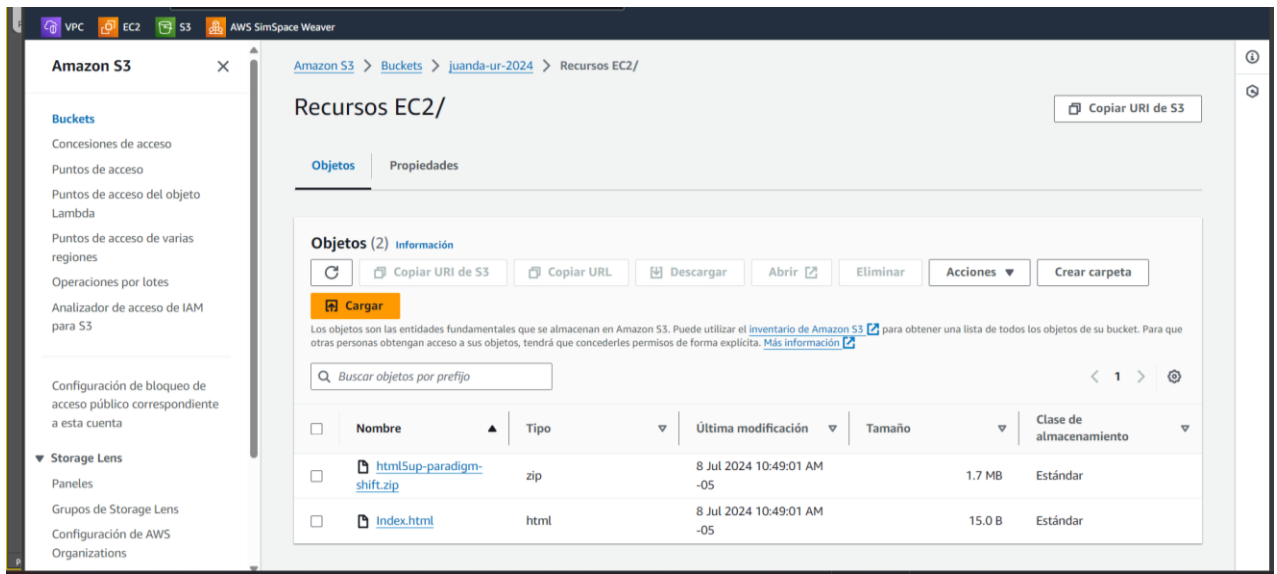 VPC EC2 S3 AWS SimSpace Weaver
Amazon S3
Buckets
Concesiones de acceso
Puntos de acceso
Puntos de acceso del objeto
Lambda
Puntos de acceso de varias
regiones
Operaciones por lotes
Analizador de acceso de IAM
para S3
Configuración de bloqueo de
acceso público correspondiente
a esta cuenta
Storage Lens
Paneles
Grupos de Storage Lens
Configuración de AWS
Organizations
Amazon S3 > Buckets > juanda-ur-2024 > Recursos EC2/
Recursos EC2/
Copiar URI de S3
Objetos Propiedades
Objetos (2) Información
Copiar URI de S3 Copiar URL Descargar Abrir Eliminar Acciones Crear carpeta
Cargar
Los objetos son las entidades fundamentales que se almacenan en Amazon S3. Puede utilizar el inventario de Amazon S3 para obtener una lista de todos los objetos de su bucket. Para que
otras personas obtengan acceso a sus objetos, tendrá que concederles permisos de forma explícita. Más información
Buscar objetos por prefijo
< 1 >
Nombre Tipo Última modificación Tamaño Clase de
almacenamiento
html5up-paradigm-
shift.zip
zip
8 Jul 2024 10:49:01 AM
-05
1.7 MB
Estándar
Index.html
html
8 Jul 2024 10:49:01 AM
-05
15.0 B
Estándar